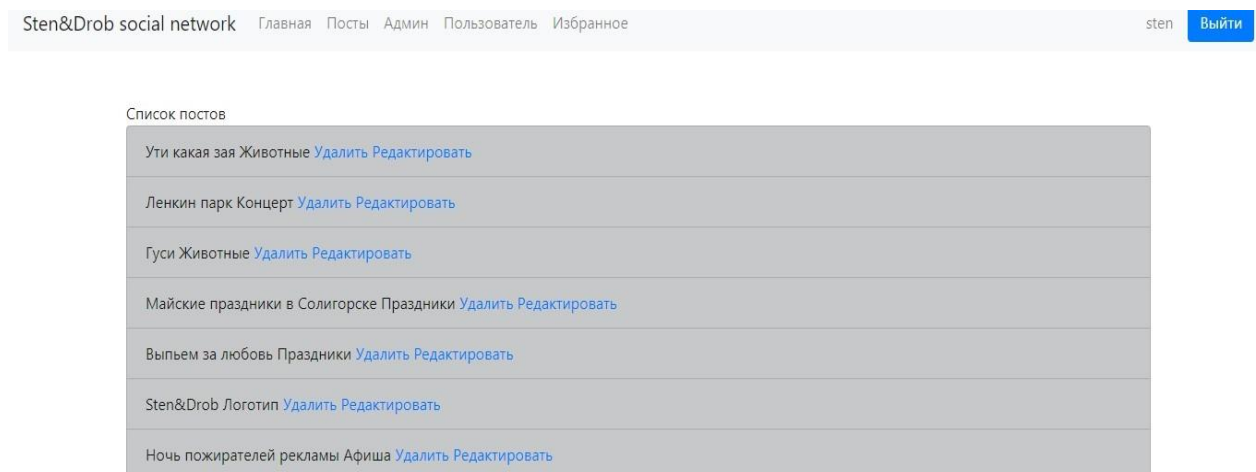 Sten&Drob social network Главная Посты Админ Пользователь Избранное sten Выйти
Список постов
Ути какая зая Животные Удалить Редактировать
Ленкин парк Концерт Удалить Редактировать
Гуси Животные Удалить Редактировать
Майские праздники в Солигорске Праздники Удалить Редактировать
Выпьем за любовь Праздники Удалить Редактировать
Sten&Drob Логотип Удалить Редактировать
Ночь пожирателей рекламы Афиша Удалить Редактировать